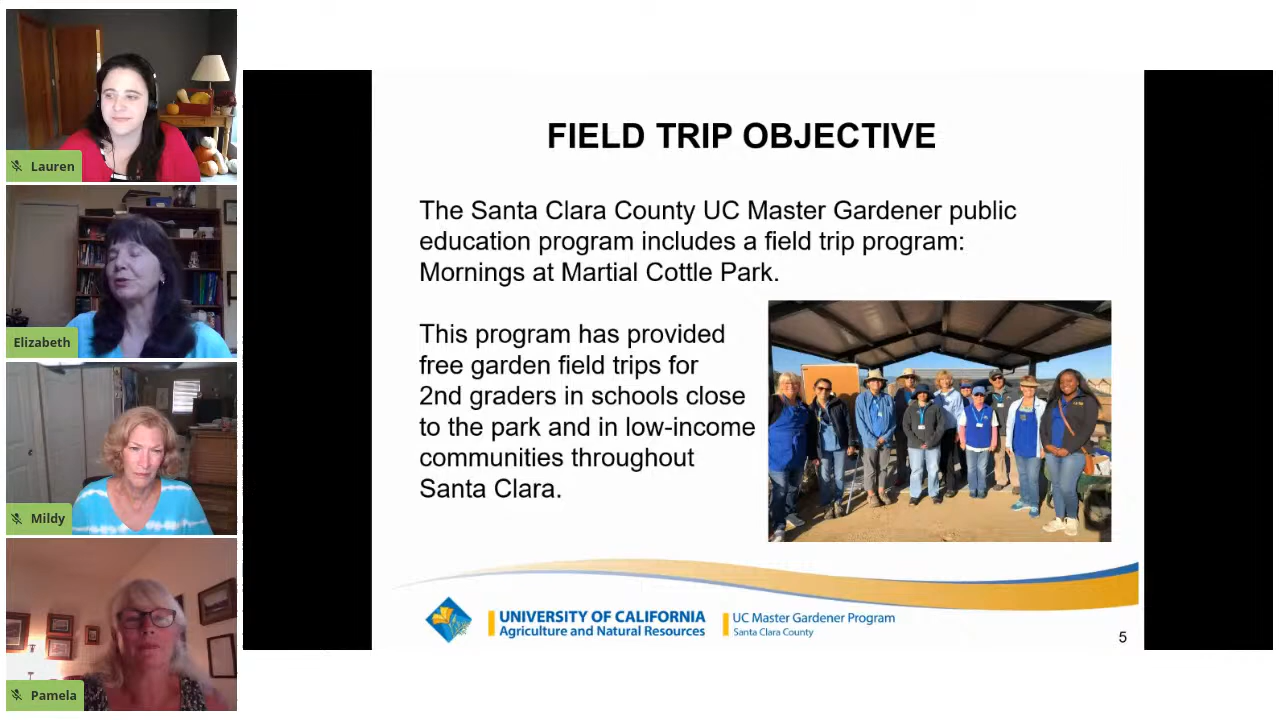 Lauren
Elizabeth
Mildy
Pamela
FIELD TRIP OBJECTIVE
The Santa Clara County UC Master Gardener public
education program includes a field trip program:
Mornings at Martial Cottle Park.
This program has provided
free garden field trips for
2nd graders in schools close
to the park and in low-income
communities throughout
Santa Clara.
UNIVERSITY OF CALIFORNIA
Agriculture and Natural Resources
UC Master Gardener Program
Santa Clara County
5